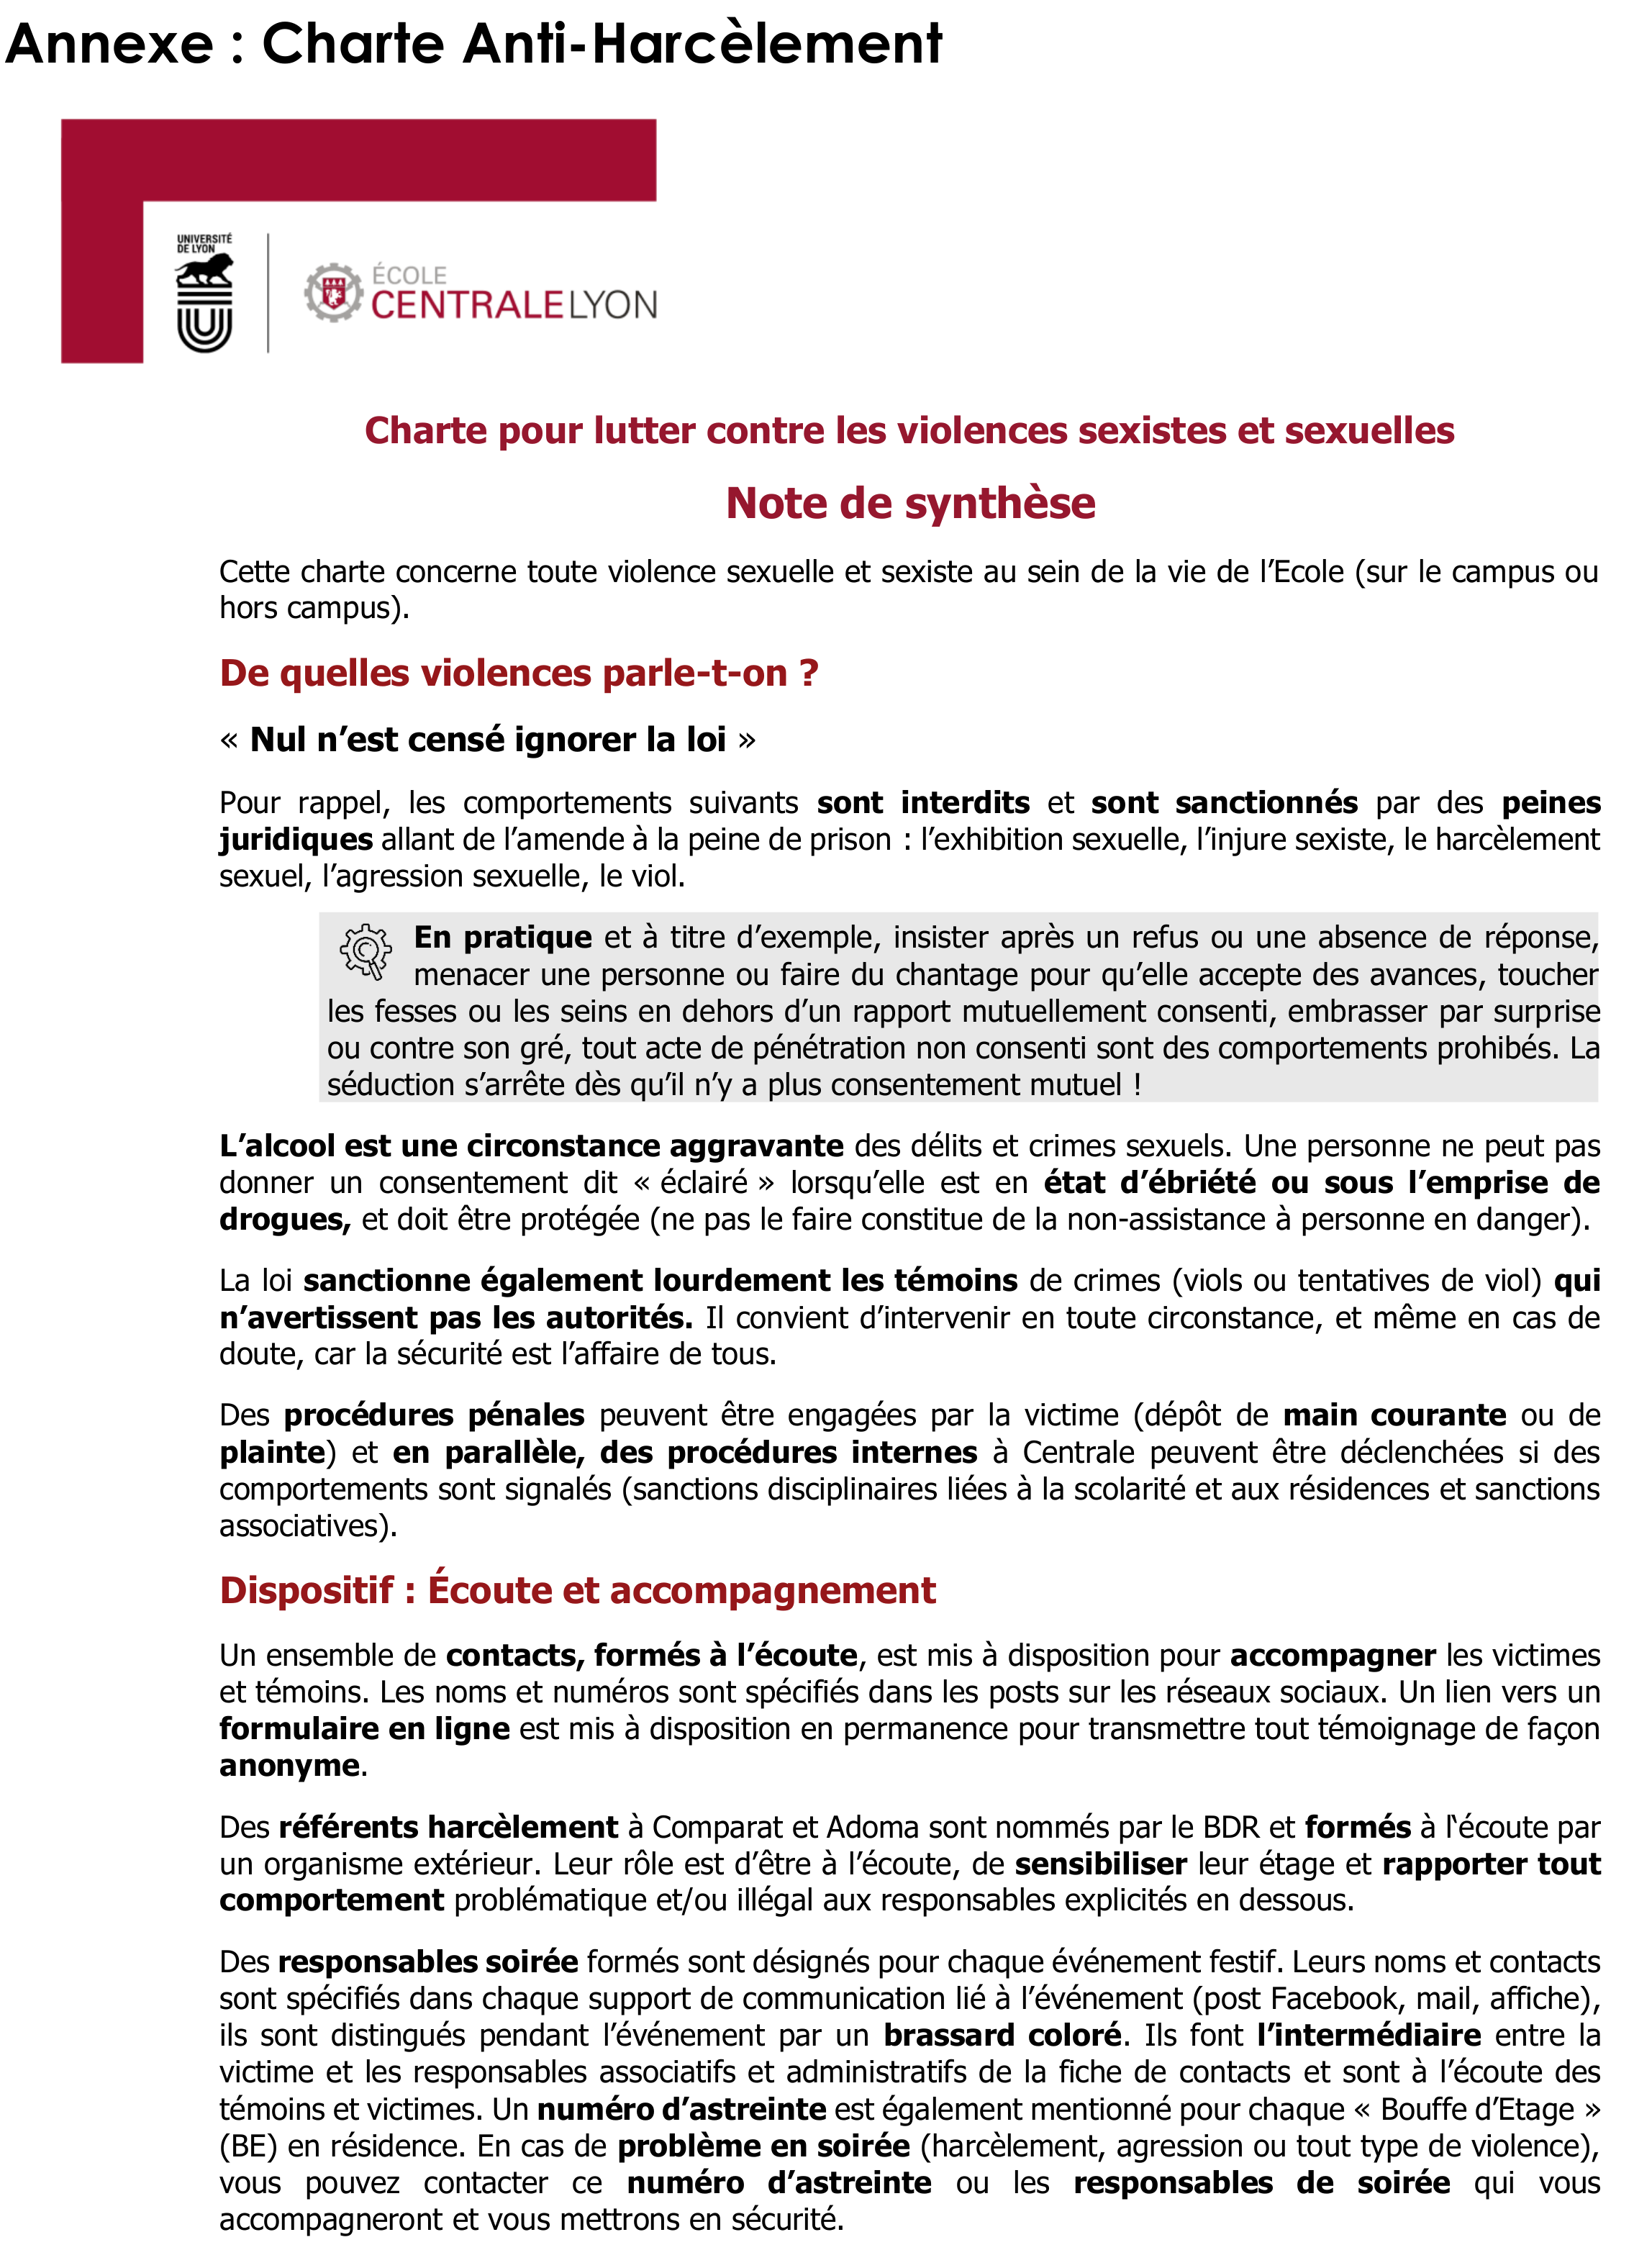 Annexe : Charte Anti-Harcèlement
UNIVERSITÉ
DE LYON
ÉCOLE
CENTRALELYON
Charte pour lutter contre les violences sexistes et sexuelles
Note de synthèse
Cette charte concerne toute violence sexuelle et sexiste au sein de la vie de l’Ecole (sur le campus ou
hors campus).
De quelles violences parle-t-on ?
« Nul n’est censé ignorer la loi »
Pour rappel, les comportements suivants sont interdits et sont sanctionnés par des peines
juridiques allant de l’amende à la peine de prison : l’exhibition sexuelle, l’injure sexiste, le harcèlement
sexuel, l’agression sexuelle, le viol.
En pratique et à titre d’exemple, insister après un refus ou une absence de réponse,
menacer une personne ou faire du chantage pour qu’elle accepte des avances, toucher
les fesses ou les seins en dehors d’un rapport mutuellement consenti, embrasser par surprise
ou contre son gré, tout acte de pénétration non consenti sont des comportements prohibés. La
séduction s’arrête dès qu’il n’y a plus consentement mutuel !
L’alcool est une circonstance aggravante des délits et crimes sexuels. Une personne ne peut pas
donner un consentement dit « éclairé » lorsqu’elle est en état d’ébriété ou sous l’emprise de
drogues, et doit être protégée (ne pas le faire constitue de la non-assistance à personne en danger).
La loi sanctionne également lourdement les témoins de crimes (viols ou tentatives de viol) qui
n’avertissent pas les autorités. Il convient d’intervenir en toute circonstance, et même en cas de
doute, car la sécurité est l’affaire de tous.
Des procédures pénales peuvent être engagées par la victime (dépôt de main courante ou de
plainte) et en parallèle, des procédures internes à Centrale peuvent être déclenchées si des
comportements sont signalés (sanctions disciplinaires liées à la scolarité et aux résidences et sanctions
associatives).
Dispositif : Écoute et accompagnement
Un ensemble de contacts, formés à l’écoute, est mis à disposition pour accompagner les victimes
et témoins. Les noms et numéros sont spécifiés dans les posts sur les réseaux sociaux. Un lien vers un
formulaire en ligne est mis à disposition en permanence pour transmettre tout témoignage de façon
anonyme.
Des référents harcèlement à Comparat et Adoma sont nommés par le BDR et formés à l‘écoute par
un organisme extérieur. Leur rôle est d’être à l’écoute, de sensibiliser leur étage et rapporter tout
comportement problématique et/ou illégal aux responsables explicités en dessous.
Des responsables soirée formés sont désignés pour chaque événement festif. Leurs noms et contacts
sont spécifiés dans chaque support de communication lié à l’événement (post Facebook, mail, affiche),
ils sont distingués pendant l’événement par un brassard coloré. Ils font l’intermédiaire entre la
victime et les responsables associatifs et administratifs de la fiche de contacts et sont à l’écoute des
témoins et victimes. Un numéro d’astreinte est également mentionné pour chaque « Bouffe d’Etage »
(BE) en résidence. En cas de problème en soirée (harcèlement, agression ou tout type de violence),
vous pouvez contacter ce numéro d’astreinte ou les responsables de soirée qui vous
accompagneront et vous mettrons en sécurité.